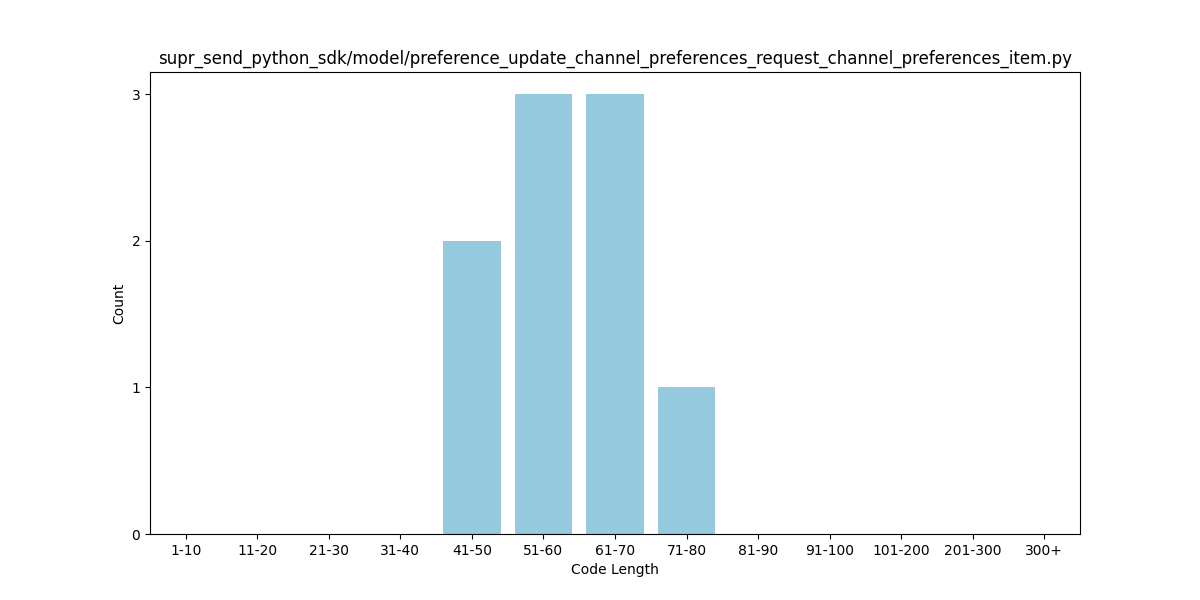 supr_send_python_sdk/model/preference_update_channel_preferences_request_channel_preferences_item.py
3
2
1
0
Count
1-10 11-20 21-30 31-40 41-50 51-60 61-70 71-80 81-90 91-100 101-200 201-300 300+
Code Length